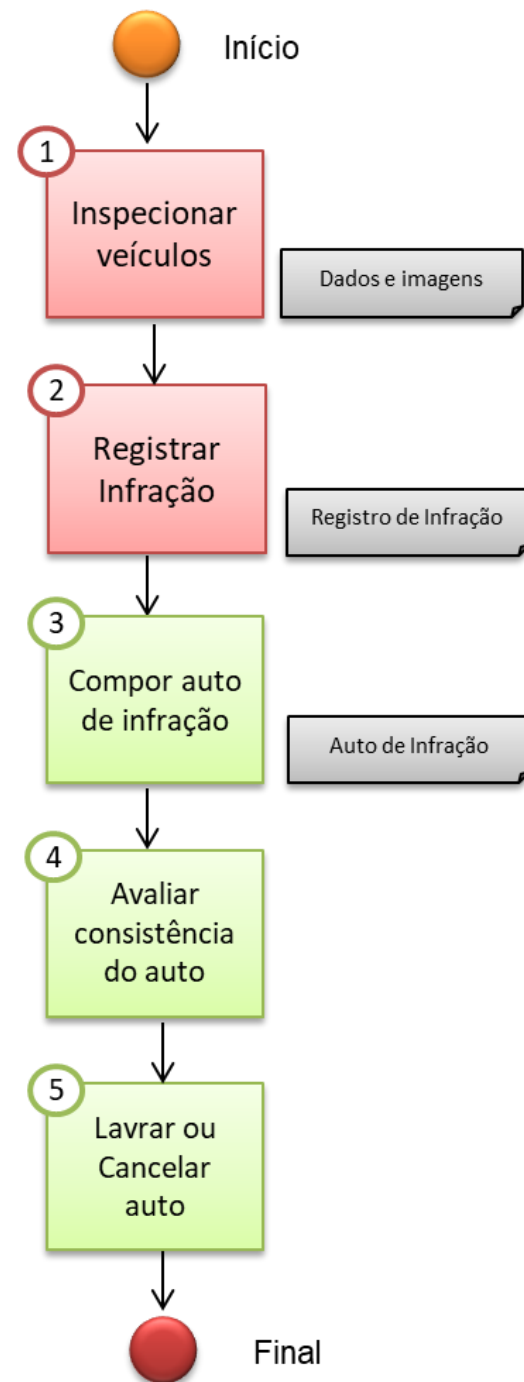 Início
1
Inspecionar
veículos
Dados e imagens
2
Registrar
Infração
Registro de Infração
3
Compor auto
de infração
Auto de Infração
4
Avaliar
consistência
do auto
5
Lavrar ou
Cancelar
auto
Final